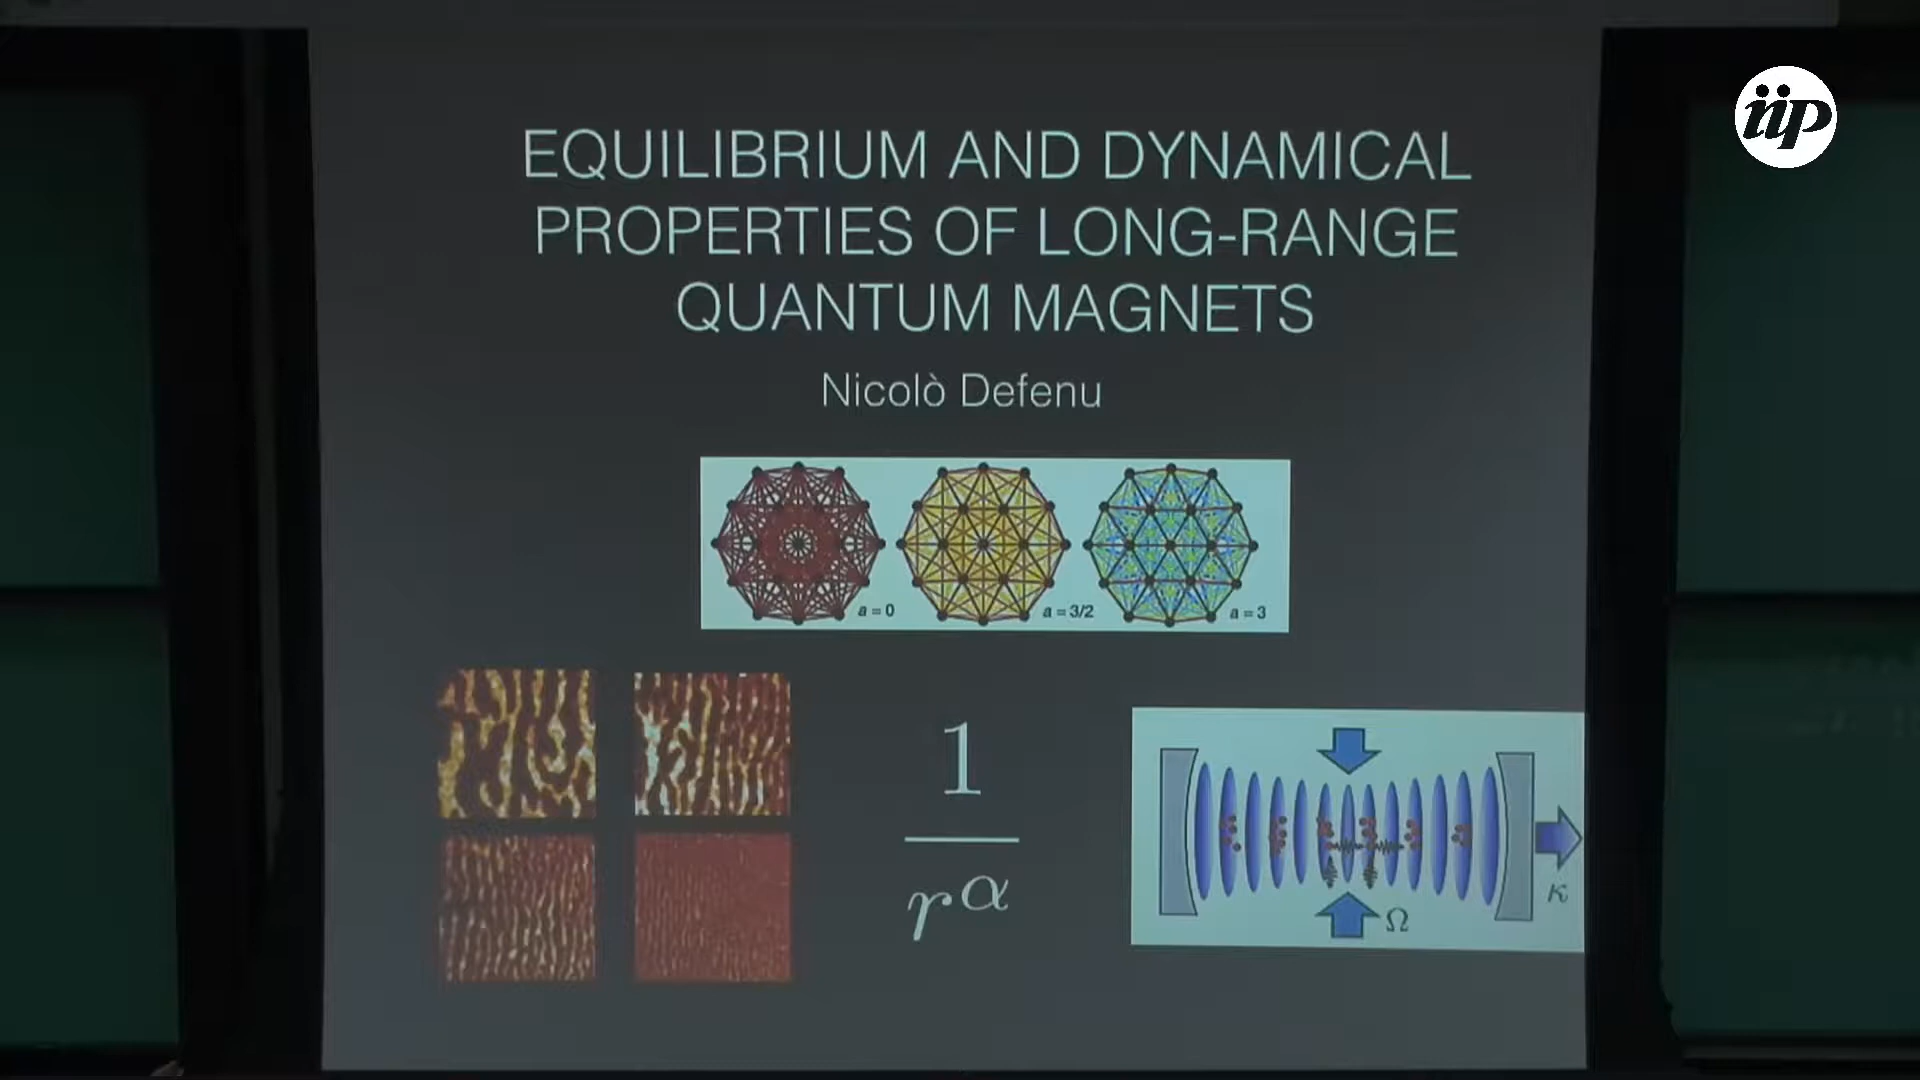 iip
EQUILIBRIUM AND DYNAMICAL
PROPERTIES OF LONG-RANGE
QUANTUM MAGNETS
Nicolò Defenu
a = 0
a = 3/2
a = 3
1
r^α
Ω
κ